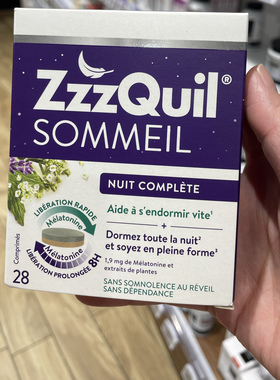 ZzzQuil®
SOMMEIL
NUIT COMPLÈTE
LIBÉRATION RAPIDE
Mélatonine
Mélatonine
LIBÉRATION PROLONGÉE 8H
Aide à s'endormir vite¹
+
Dormez toute la nuit²
et soyez en pleine forme³
1,9 mg de Mélatonine et
extraits de plantes
SANS SOMNOLENCE AU RÉVEIL
SANS DÉPENDANCE
Comprimés
28